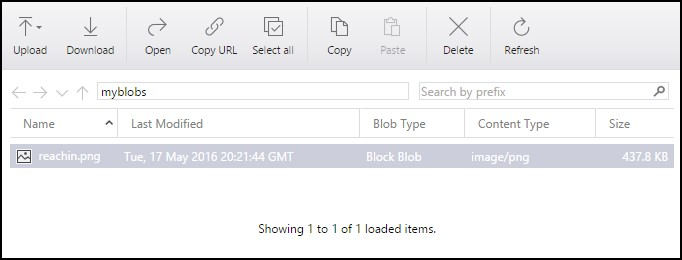 Upload Download Open Copy URL Select all Copy Paste Delete Refresh
myblobs Search by prefix
Name Last Modified Blob Type Content Type Size
reachin.png Tue, 17 May 2016 20:21:44 GMT Block Blob image/png 437.8 KB
Showing 1 to 1 of 1 loaded items.